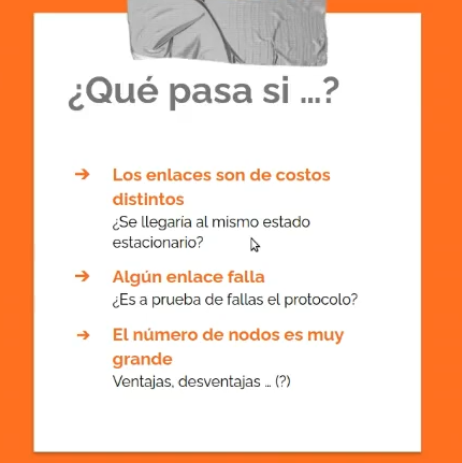 ¿Qué pasa si ...?
➔ Los enlaces son de costos
distintos
¿Se llegaría al mismo estado
estacionario?
➔ Algún enlace falla
¿Es a prueba de fallas el protocolo?
➔ El número de nodos es muy
grande
Ventajas, desventajas ... (?)